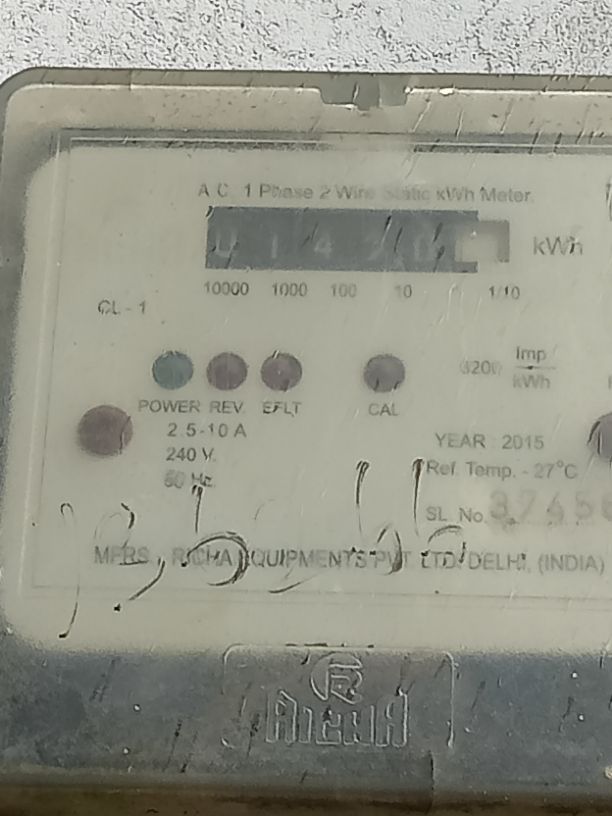 A.C. 1 Phase 2 Wire Static kWh Meter.
kWh
10000 1000 100 10 1/10
CL - 1
3200 Imp/kWh
POWER REV. EFLT CAL
2.5-10 A
240 V.
50 Hz.
YEAR : 2015
Ref. Temp. - 27°C
SL. No.
MFRS., RICHA EQUIPMENTS PVT. LTD. DELHI, (INDIA)
RICHA